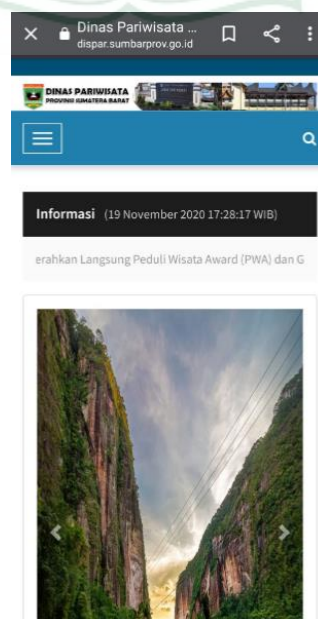 Dinas Pariwisata ...
dispar.sumbarprov.go.id
DINAS PARIWISATA
PROVINSI SUMATERA BARAT
Informasi (19 November 2020 17:28:17 WIB)
erahkan Langsung Peduli Wisata Award (PWA) dan G